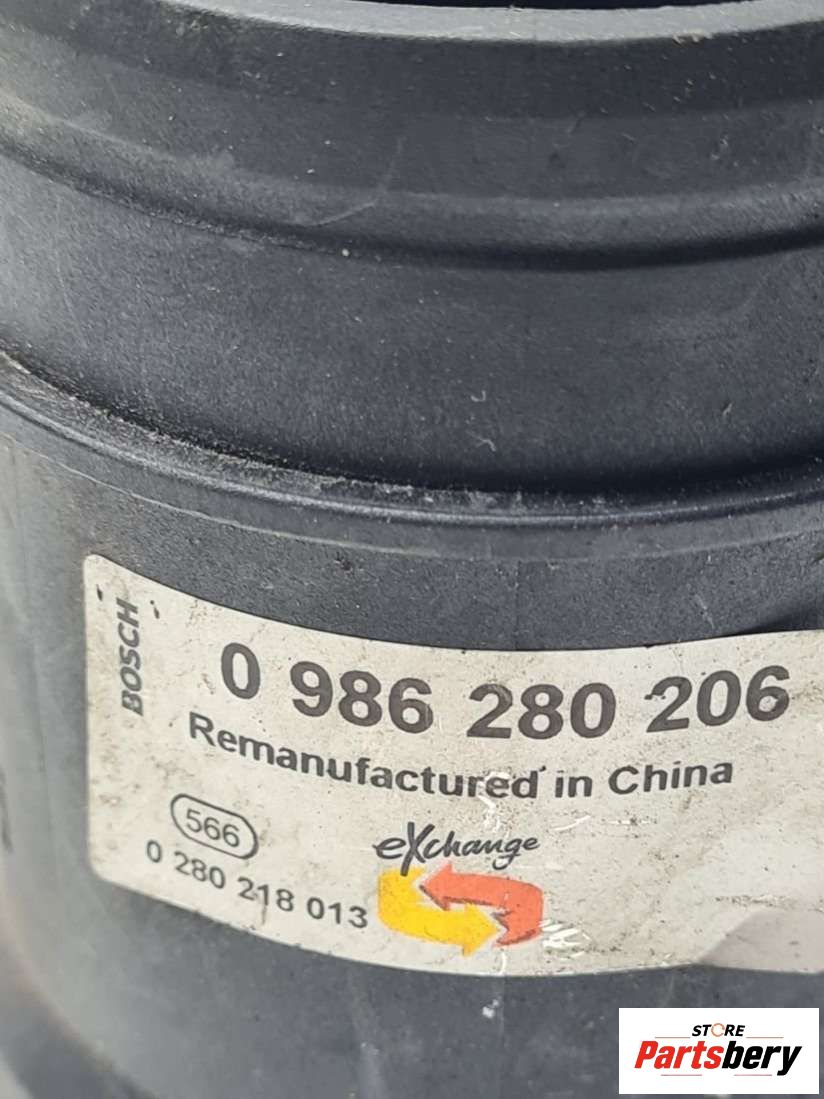 BOSCH
0 986 280 206
Remanufactured in China
566
eXchange
0 280 218 013
STORE
Partsbery